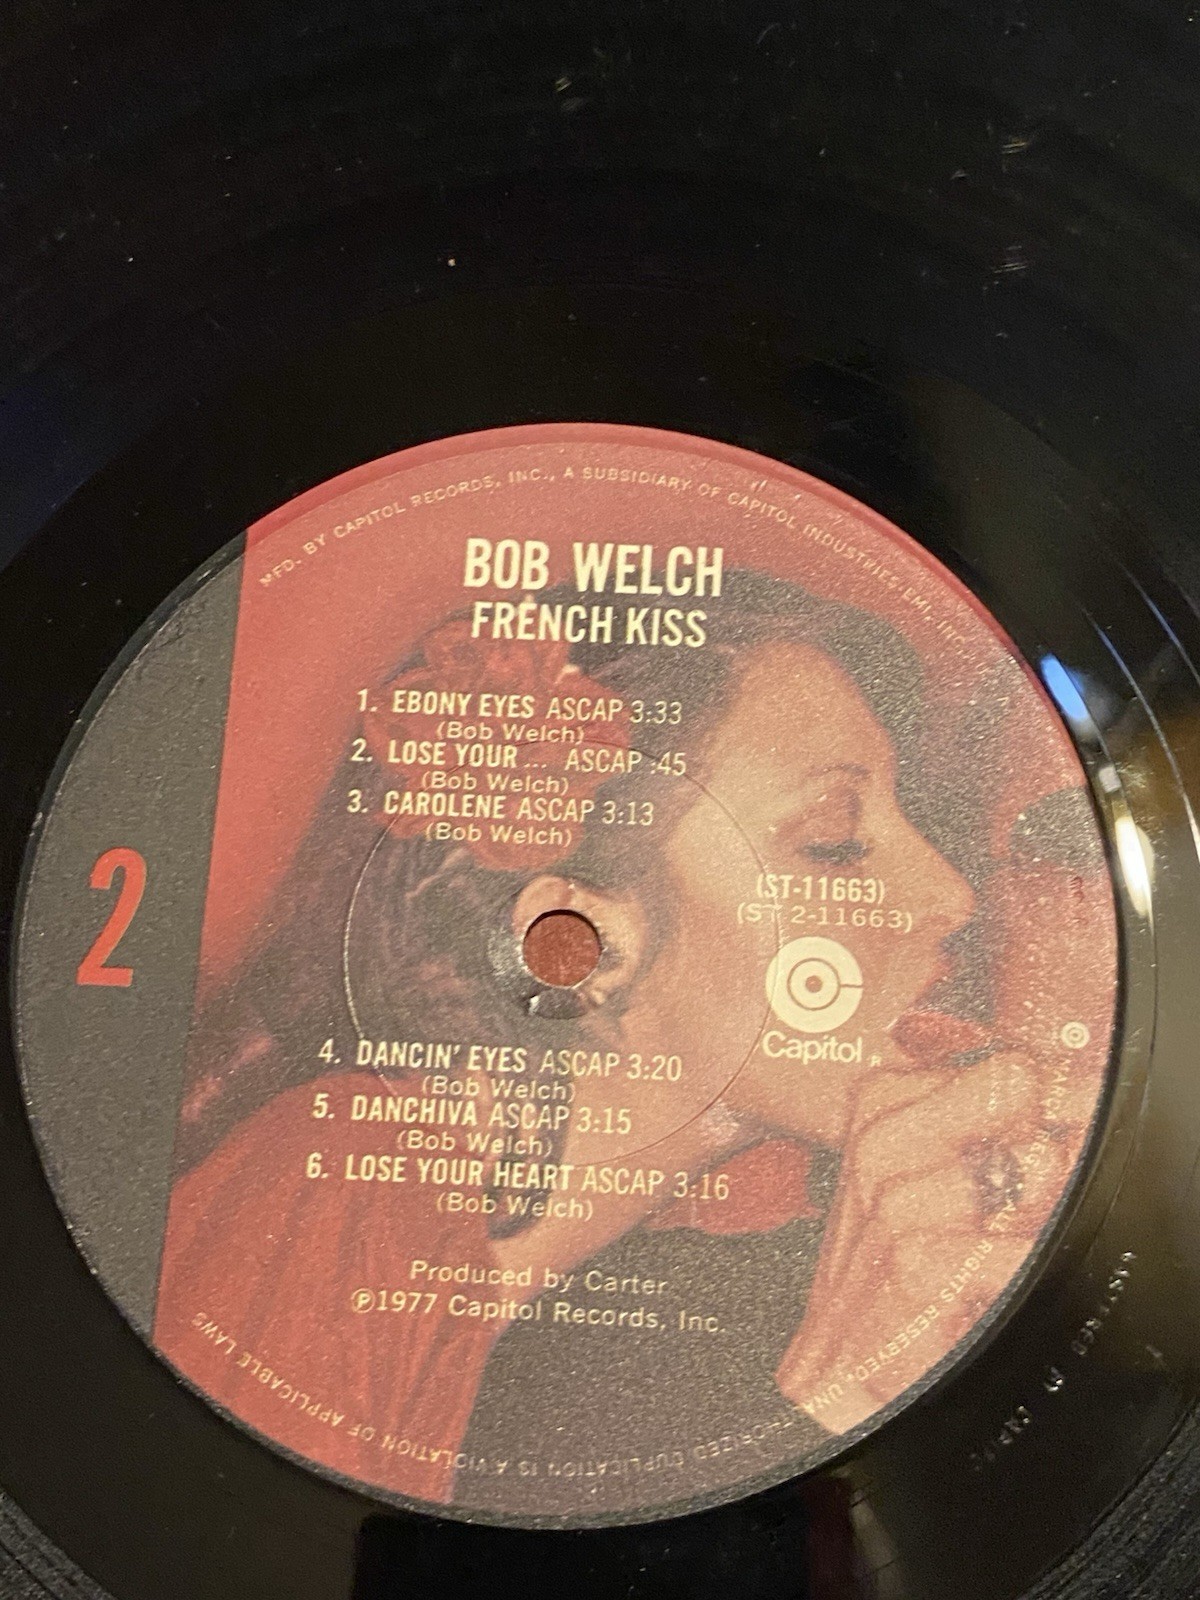 MFD. BY CAPITOL RECORDS, INC., A SUBSIDIARY OF CAPITOL INDUSTRIES-EMI, INC.
BOB WELCH
FRENCH KISS
1. EBONY EYES ASCAP 3:33
(Bob Welch)
2. LOSE YOUR... ASCAP :45
(Bob Welch)
3. CAROLENE ASCAP 3:13
(Bob Welch)
2
(ST-11663)
(ST 2-11663)
Capitol
R
4. DANCIN' EYES ASCAP 3:20
(Bob Welch)
5. DANCHIVA ASCAP 3:15
(Bob Welch)
6. LOSE YOUR HEART ASCAP 3:16
(Bob Welch)
Produced by Carter
℗1977 Capitol Records, Inc.
MARCA REG. ALL RIGHTS RESERVED. UNAUTHORIZED DUPLICATION IS A VIOLATION OF APPLICABLE LAWS